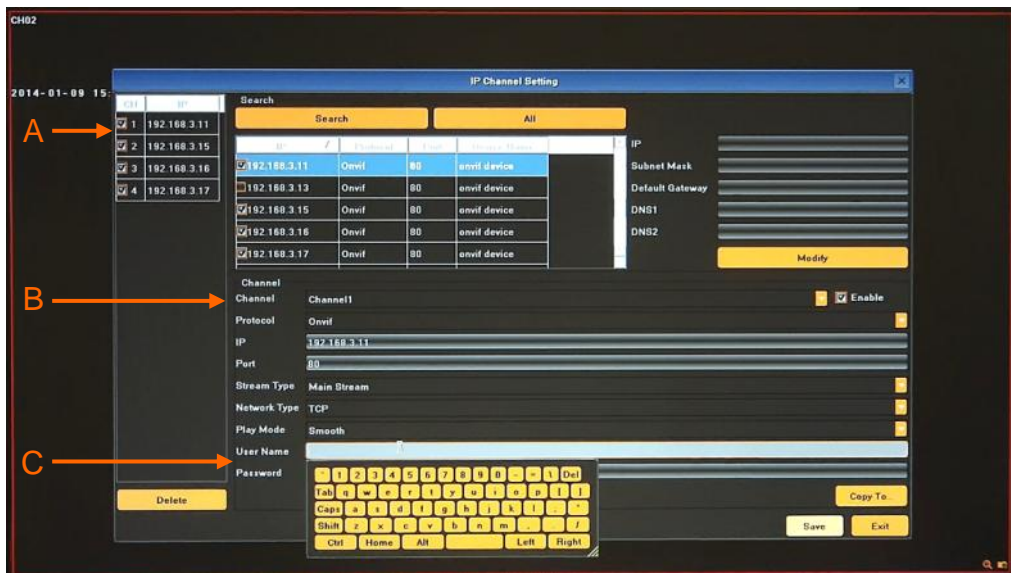 CH02
IP Channel Setting
2014-01-09 15:
CH IP
Search
Search All
A
1 192.168.3.11
2 192.168.3.15
3 192.168.3.16
4 192.168.3.17
IP / Protocol Port Device Name
192.168.3.11 Onvif 80 onvif device
192.168.3.13 Onvif 80 onvif device
192.168.3.15 Onvif 80 onvif device
192.168.3.16 Onvif 80 onvif device
192.168.3.17 Onvif 80 onvif device
IP
Subnet Mask
Default Gateway
DNS1
DNS2
Modify
Channel
B
Channel Channel1 Enable
Protocol Onvif
IP 192.168.3.11
Port 80
Stream Type Main Stream
Network Type TCP
Play Mode Smooth
User Name
C
Password
1 2 3 4 5 6 7 8 9 0 - = \ Del
Tab q w e r t y u i o p [ ]
Caps a s d f g h j k l ; '
Shift z x c v b n m , . /
Ctrl Home Alt Left Right
Delete
Copy To..
Save Exit